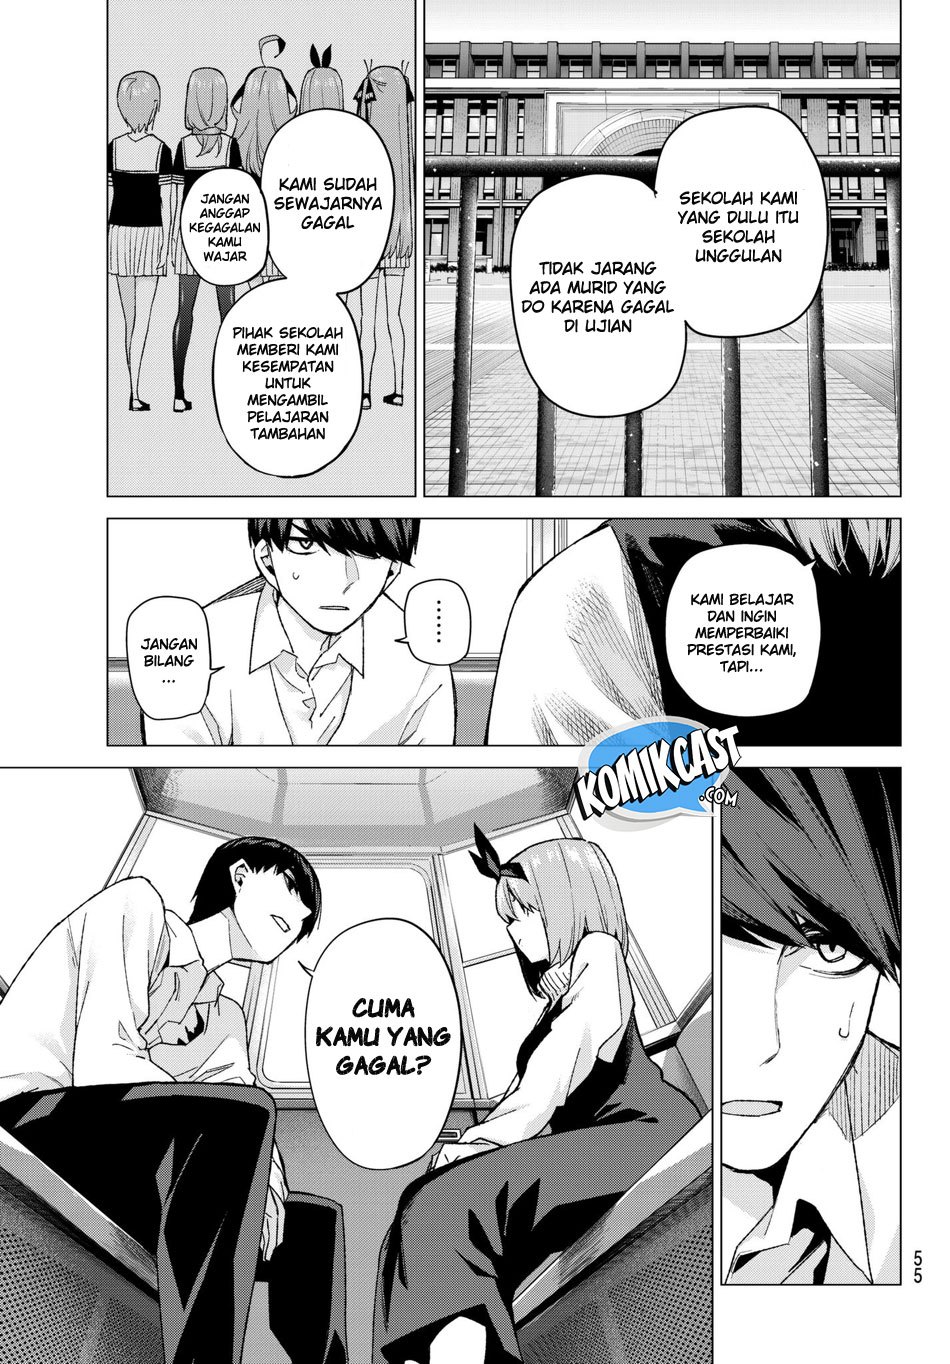 SEKOLAH KAMI
YANG DULU ITU
SEKOLAH
UNGGULAN
TIDAK JARANG
ADA MURID YANG
DO KARENA GAGAL
DI UJIAN
KAMI SUDAH
SEWAJARNYA
GAGAL
JANGAN
ANGGAP
KEGAGALAN
KAMU
WAJAR
PIHAK SEKOLAH
MEMBERI KAMI
KESEMPATAN
UNTUK
MENGAMBIL
PELAJARAN
TAMBAHAN
KAMI BELAJAR
DAN INGIN
MEMPERBAIKI
PRESTASI KAMI,
TAPI...
......
JANGAN
BILANG
...
KOMIKCAST
.COM
CUMA
KAMU YANG
GAGAL?
55